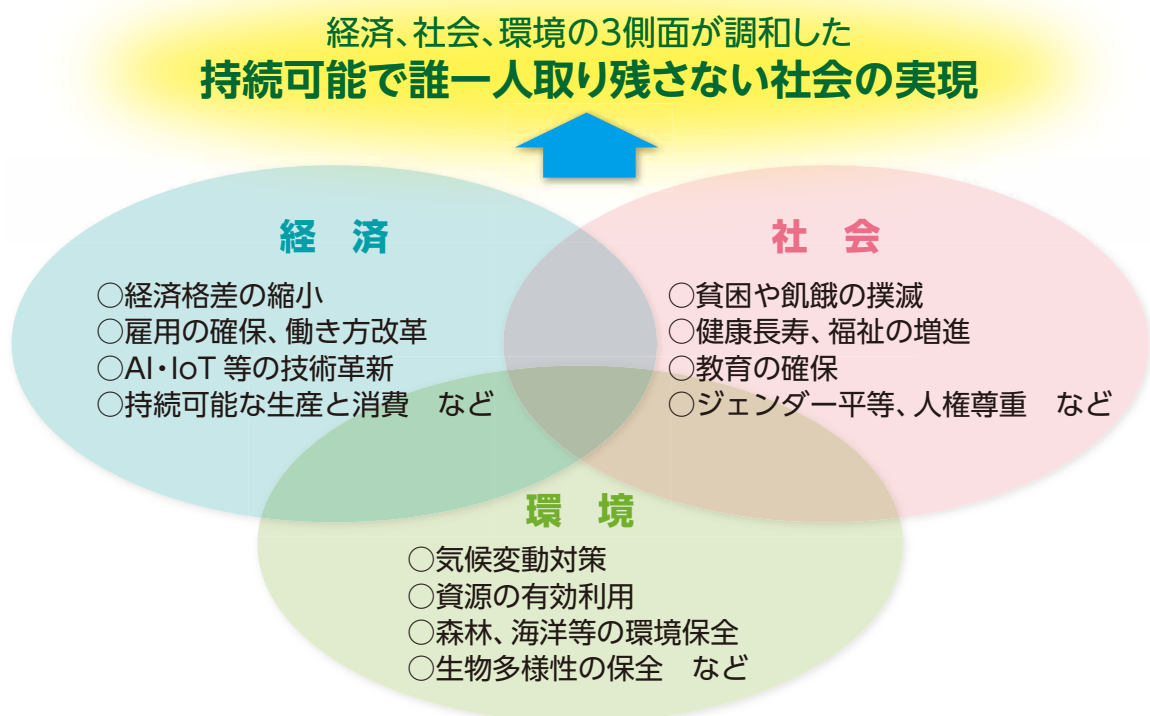 経済、社会、環境の3側面が調和した
持続可能で誰一人取り残さない社会の実現
経 済
○経済格差の縮小
○雇用の確保、働き方改革
○AI・IoT 等の技術革新
○持続可能な生産と消費 など
社 会
○貧困や飢餓の撲滅
○健康長寿、福祉の増進
○教育の確保
○ジェンダー平等、人権尊重 など
環 境
○気候変動対策
○資源の有効利用
○森林、海洋等の環境保全
○生物多様性の保全 など